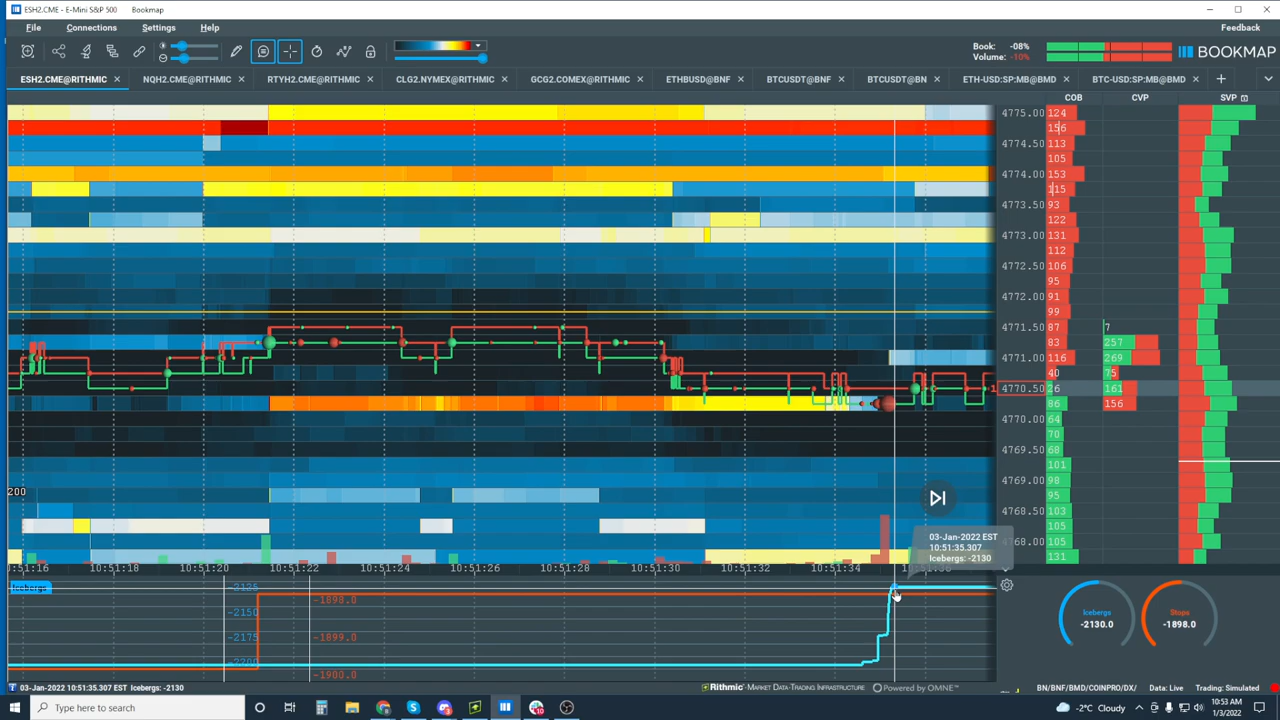 ESH2.CME - E-Mini S&P 500 Bookmap
File Connections Settings Help Feedback
Book: -08%
Volume: -10%
BOOKMAP
ESH2.CME@RITHMIC NQH2.CME@RITHMIC RTYH2.CME@RITHMIC CLG2.NYMEX@RITHMIC GCG2.COMEX@RITHMIC ETHBUSD@BNF BTCUSDT@BNF BTCUSDT@BN ETH-USD:SP:MB@BMD BTC-USD:SP:MB@BMD
COB CVP SVP
4775.00 124
156
4774.50 113
105
4774.00 153
115
4773.50 93
122
4773.00 131
112
4772.50 106
95
4772.00 91
99
4771.50 87 7
83 257
4771.00 116 269
40 75
4770.50 26 161
86 156
4770.00 64
70
4769.50 68
101
4769.00 98
200
95
4768.50 103
105
4768.00 105
131
03-Jan-2022 EST
10:51:35.307
Icebergs: -2130
10:51:16 10:51:18 10:51:20 10:51:22 10:51:24 10:51:26 10:51:28 10:51:30 10:51:32 10:51:34
Icebergs -2125
-1898.0
-2150
-2175 -1899.0
-2200
-1900.0
Icebergs
-2130.0
Stops
-1898.0
03-Jan-2022 10:51:35.307 EST Icebergs: -2130
Rithmic - MARKET DATA-TRADING INFRASTRUCTURE Powered by OMNE™
BN/BNF/BMD/COINPRO/DX/ Data: Live Trading: Simulated
Type here to search
-2°C Cloudy
10:53 AM
1/3/2022